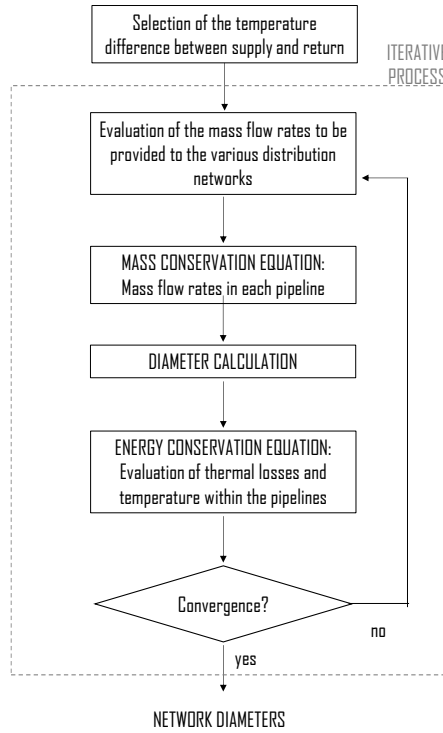 Selection of the temperature
difference between supply and return
ITERATIVE
PROCESS
Evaluation of the mass flow rates to be
provided to the various distribution
networks
MASS CONSERVATION EQUATION:
Mass flow rates in each pipeline
DIAMETER CALCULATION
ENERGY CONSERVATION EQUATION:
Evaluation of thermal losses and
temperature within the pipelines
Convergence?
no
yes
NETWORK DIAMETERS